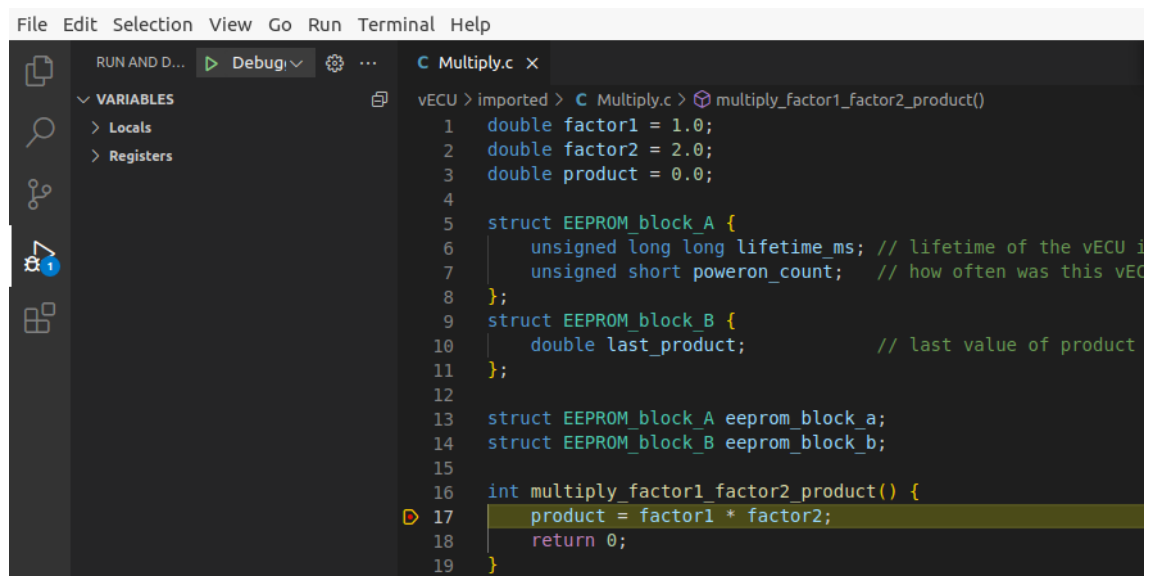 File Edit Selection View Go Run Terminal Help
RUN AND D... Debug
VARIABLES
Locals
Registers
1
C Multiply.c ×
vECU > imported > C Multiply.c > multiply_factor1_factor2_product()
1 double factor1 = 1.0;
2 double factor2 = 2.0;
3 double product = 0.0;
4
5 struct EEPROM_block_A {
6 unsigned long long lifetime_ms; // lifetime of the vECU i
7 unsigned short poweron_count; // how often was this vEC
8 };
9 struct EEPROM_block_B {
10 double last_product; // last value of product
11 };
12
13 struct EEPROM_block_A eeprom_block_a;
14 struct EEPROM_block_B eeprom_block_b;
15
16 int multiply_factor1_factor2_product() {
17 product = factor1 * factor2;
18 return 0;
19 }